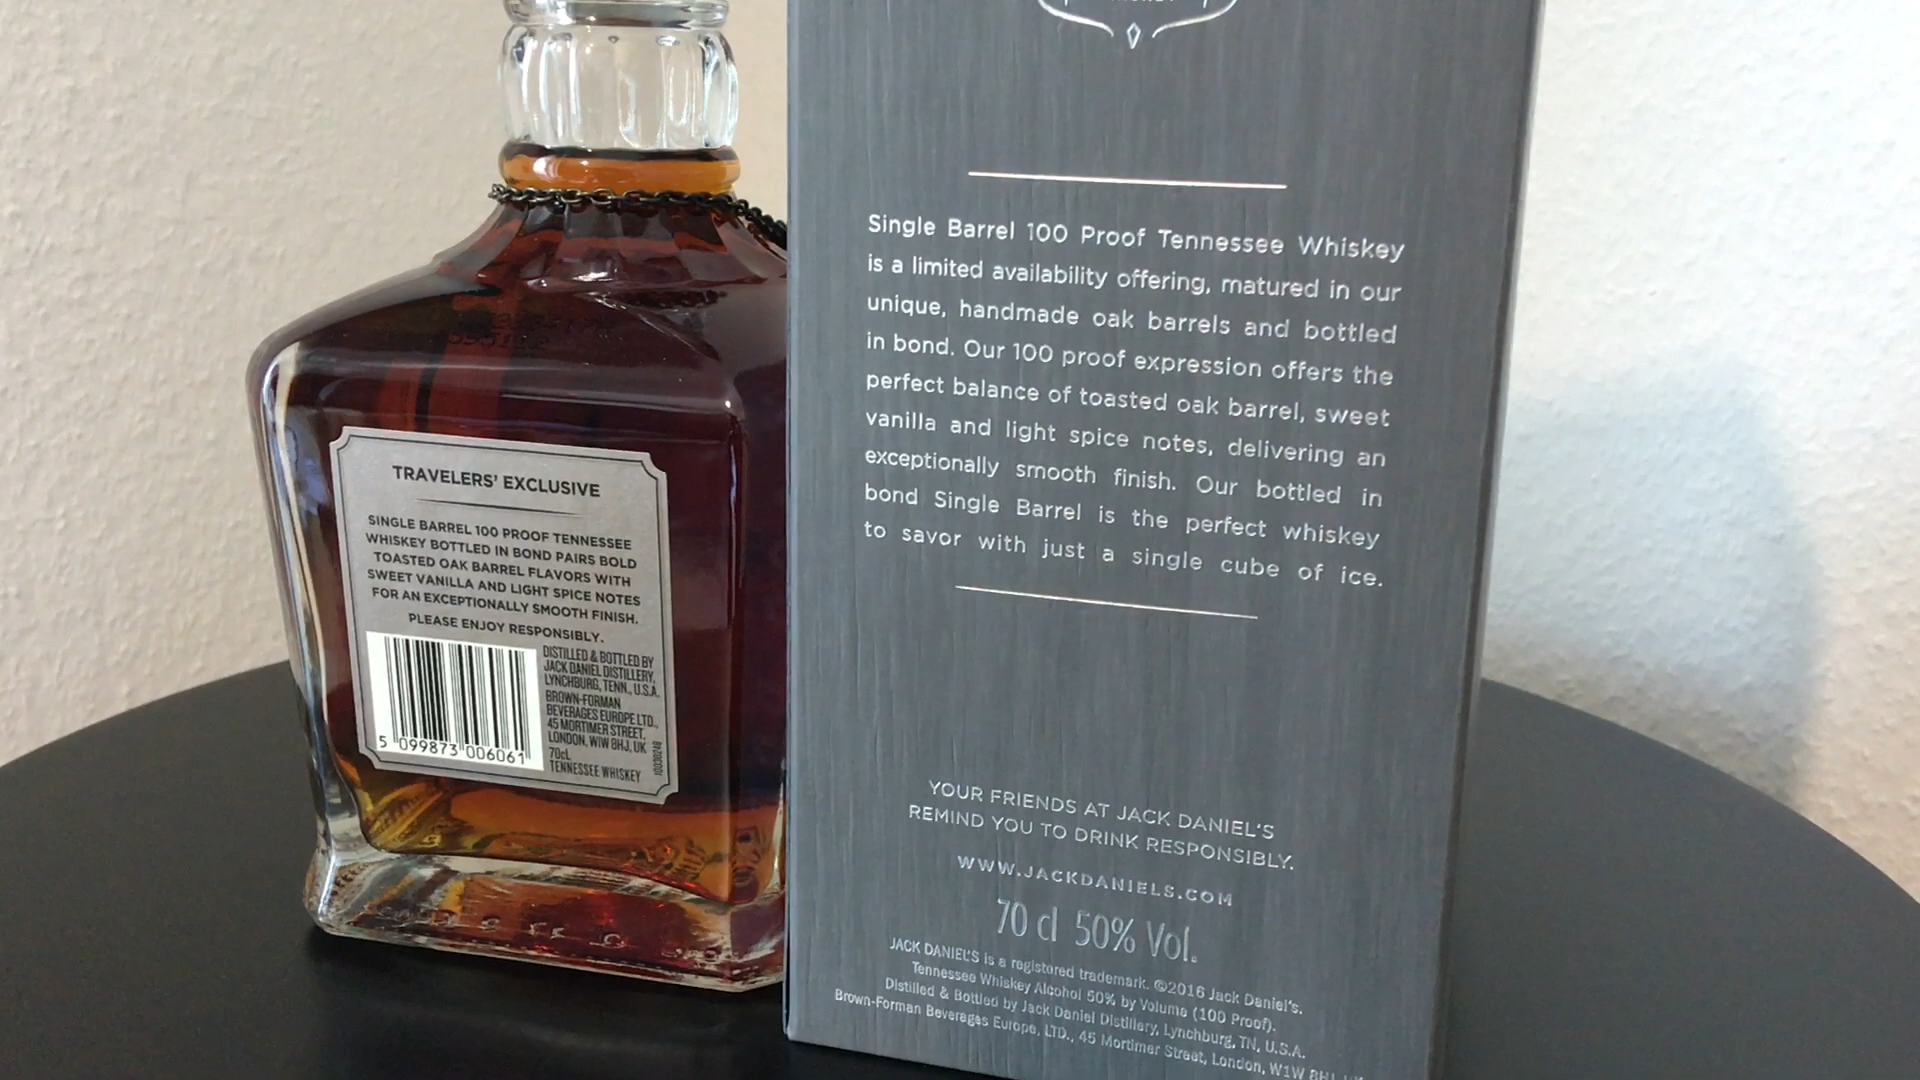 TRAVELERS' EXCLUSIVE
SINGLE BARREL 100 PROOF TENNESSEE
WHISKEY BOTTLED IN BOND PAIRS BOLD
TOASTED OAK BARREL FLAVORS WITH
SWEET VANILLA AND LIGHT SPICE NOTES
FOR AN EXCEPTIONALLY SMOOTH FINISH.
PLEASE ENJOY RESPONSIBLY.
DISTILLED & BOTTLED BY
JACK DANIEL DISTILLERY,
LYNCHBURG, TENN., U.S.A.
BROWN-FORMAN
BEVERAGES EUROPE LTD.,
45 MORTIMER STREET,
LONDON, W1W 8HJ, UK
70cL
TENNESSEE WHISKEY
5 099873 006061
Single Barrel 100 Proof Tennessee Whiskey
is a limited availability offering, matured in our
unique, handmade oak barrels and bottled
in bond. Our 100 proof expression offers the
perfect balance of toasted oak barrel, sweet
vanilla and light spice notes, delivering an
exceptionally smooth finish. Our bottled in
bond Single Barrel is the perfect whiskey
to savor with just a single cube of ice.
YOUR FRIENDS AT JACK DANIEL'S
REMIND YOU TO DRINK RESPONSIBLY.
WWW.JACKDANIELS.COM
70 cl 50% Vol.
JACK DANIEL'S is a registered trademark. ©2016 Jack Daniel's.
Tennessee Whiskey Alcohol 50% by Volume (100 Proof).
Distilled & Bottled by Jack Daniel Distillery, Lynchburg, TN, U.S.A.
Brown-Forman Beverages Europe, LTD., 45 Mortimer Street, London, W1W